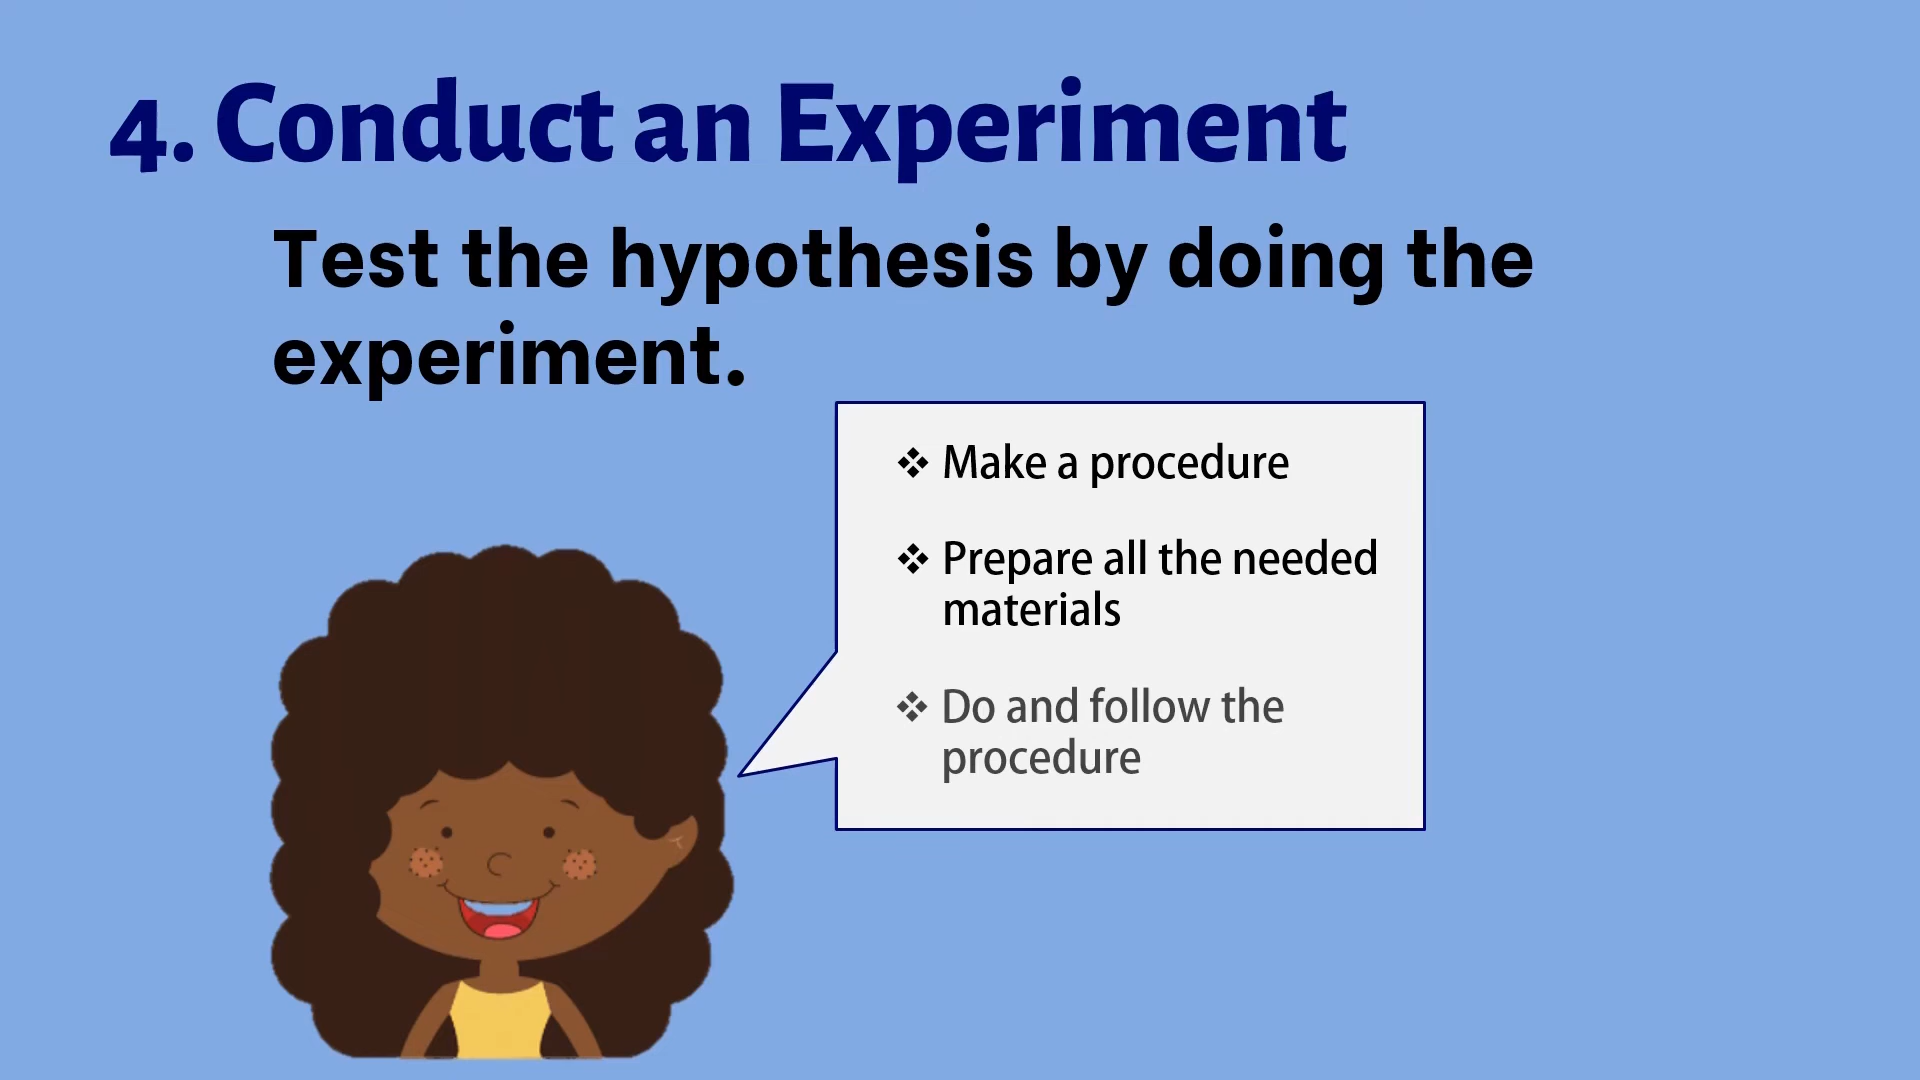 4. Conduct an Experiment
Test the hypothesis by doing the
experiment.
❖ Make a procedure
❖ Prepare all the needed
materials
❖ Do and follow the
procedure